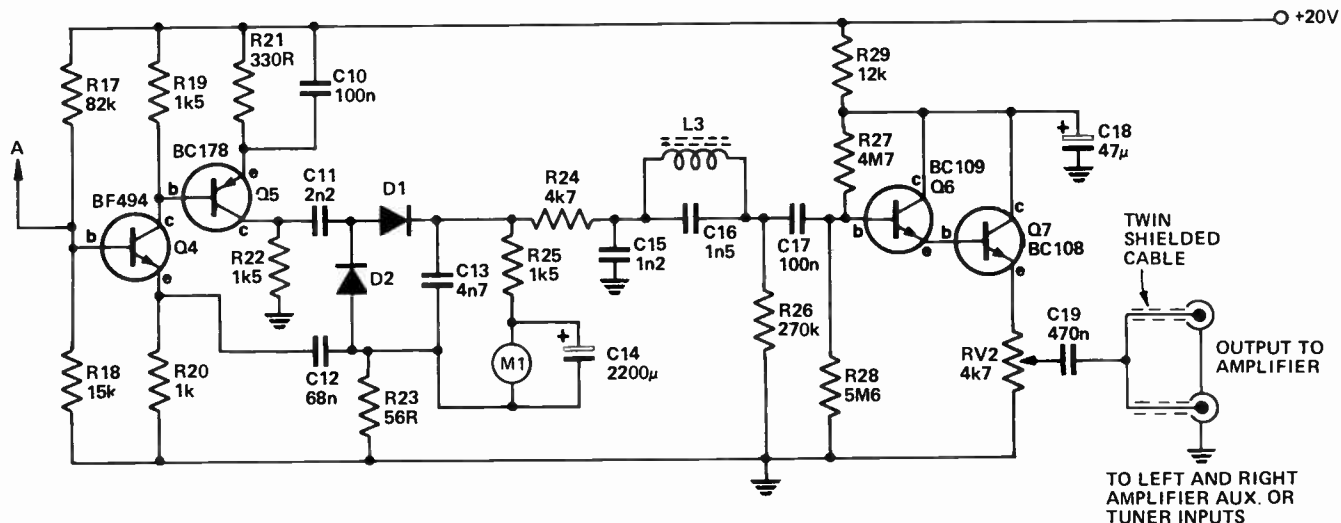 +20V
R17
82k
R19
1k5
R21
330R
C10
100n
A
BC178
b
e
c
Q5
BF494
b
c
e
Q4
R22
1k5
C11
2n2
D1
D2
C13
4n7
R24
4k7
R25
1k5
C15
1n2
L3
C16
1n5
C17
100n
R29
12k
R27
4M7
BC109
Q6
b
c
e
b
c
e
Q7
BC108
+
C18
47μ
R18
15k
R20
1k
C12
68n
R23
56R
M1
+
C14
2200μ
R26
270k
R28
5M6
RV2
4k7
C19
470n
TWIN
SHIELDED
CABLE
OUTPUT TO
AMPLIFIER
TO LEFT AND RIGHT
AMPLIFIER AUX. OR
TUNER INPUTS